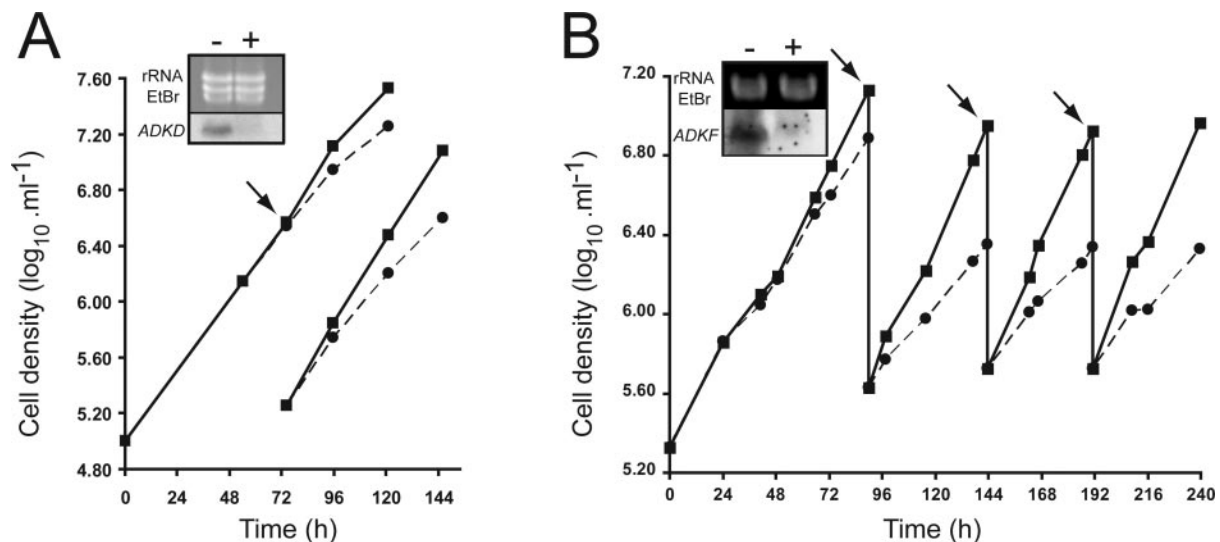 A
- +
rRNA
EtBr
ADKD
7.60
7.20
6.80
6.40
6.00
5.60
5.20
4.80
Cell density (log10 .ml-1)
0 24 48 72 96 120 144
Time (h)
B
- +
rRNA
EtBr
ADKF
7.20
6.80
6.40
6.00
5.60
5.20
Cell density (log10 .ml-1)
0 24 48 72 96 120 144 168 192 216 240
Time (h)